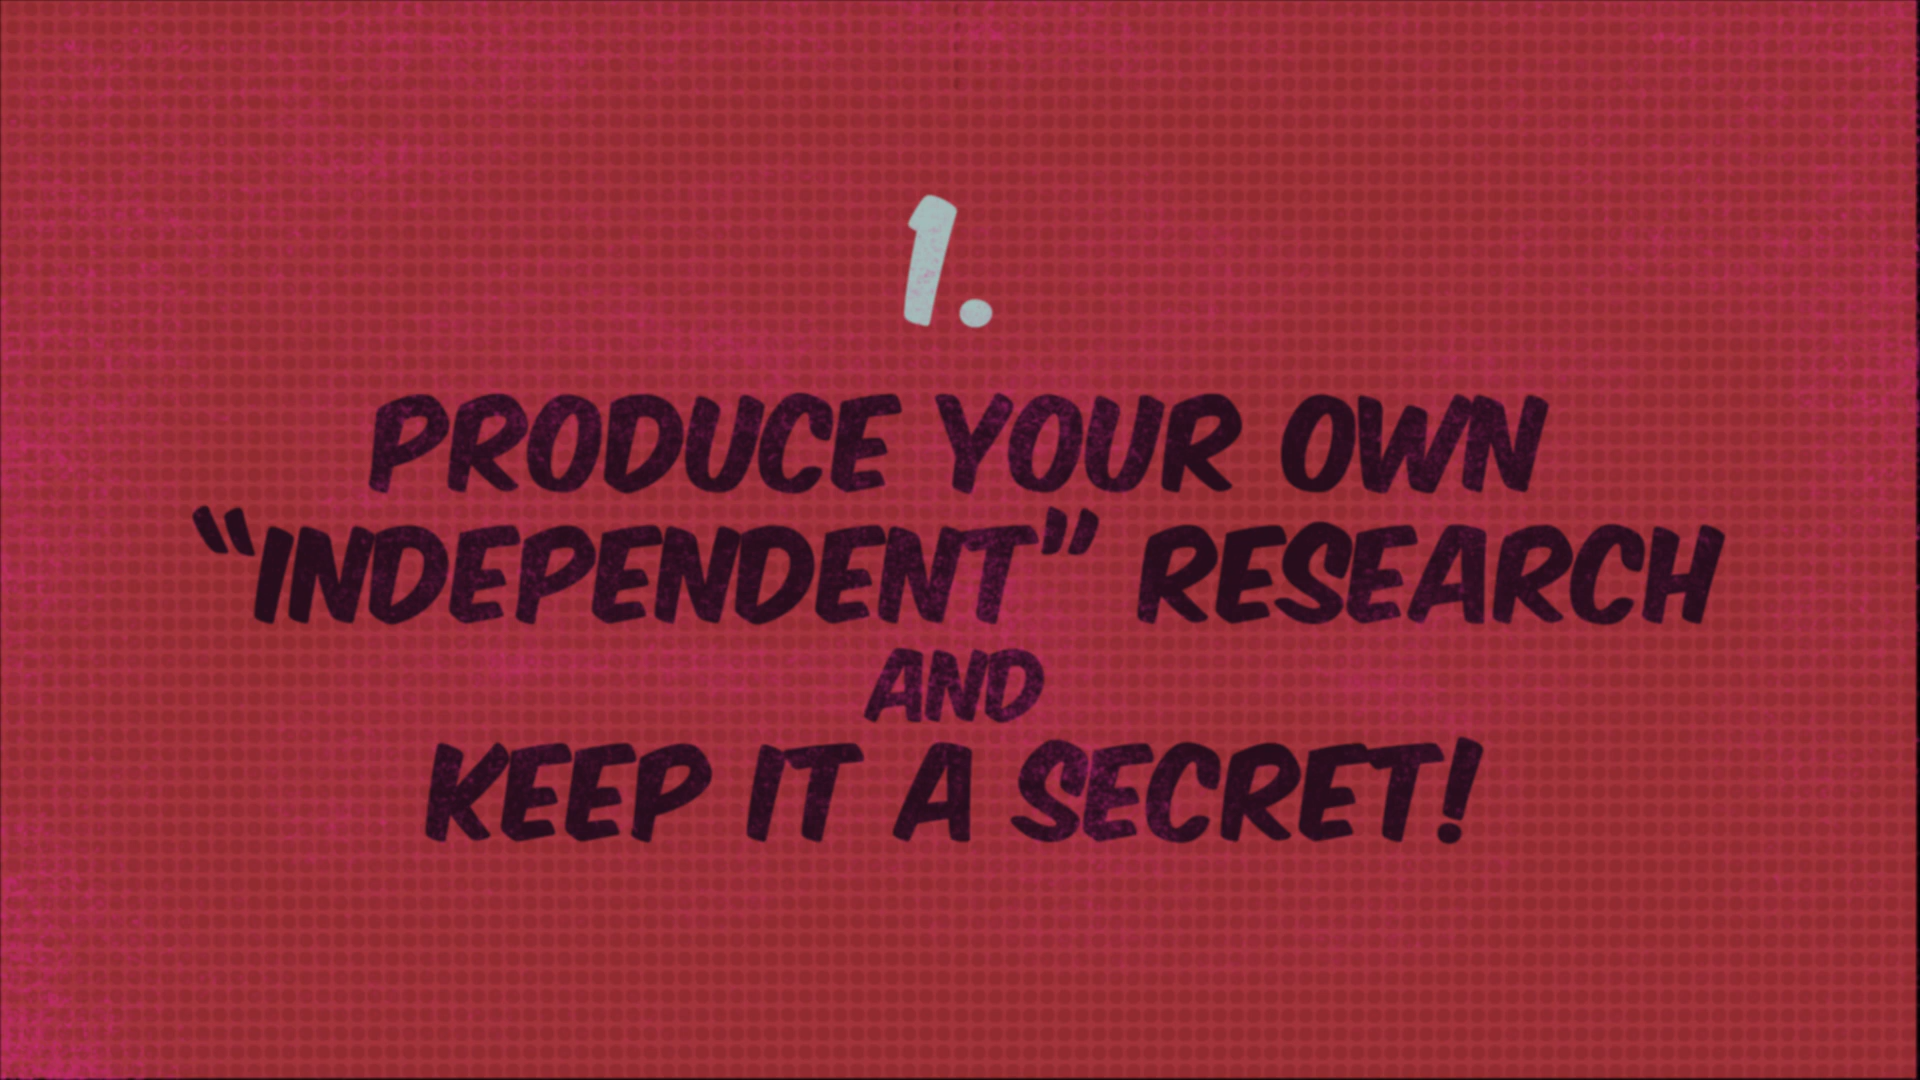 1.
PRODUCE YOUR OWN
“INDEPENDENT” RESEARCH
AND
KEEP IT A SECRET!